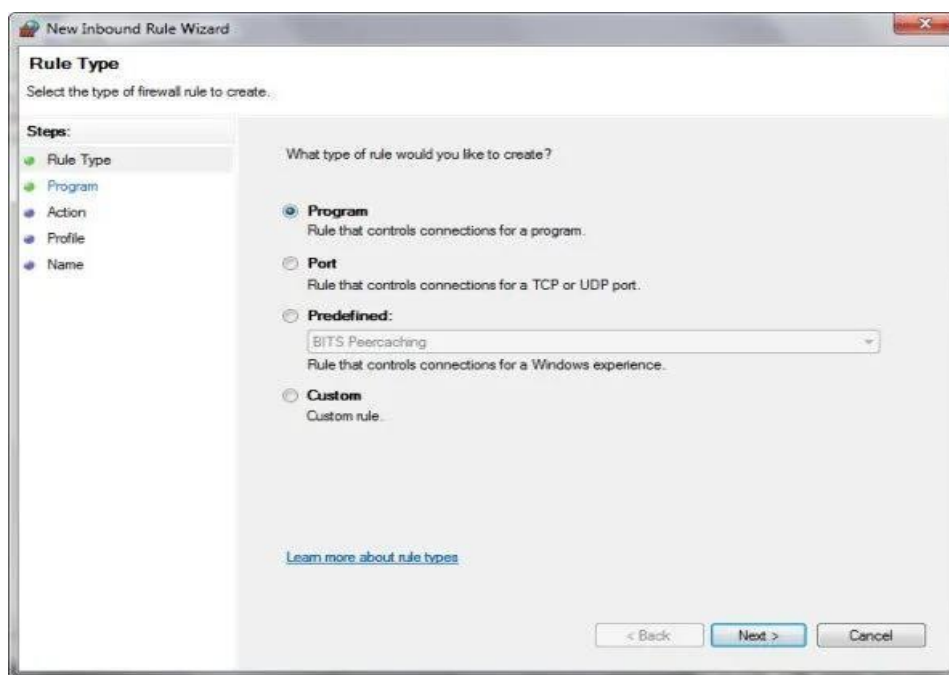 New Inbound Rule Wizard
Rule Type
Select the type of firewall rule to create.
Steps:
Rule Type
Program
Action
Profile
Name
What type of rule would you like to create?
Program
Rule that controls connections for a program.
Port
Rule that controls connections for a TCP or UDP port.
Predefined:
BITS Peercaching
Rule that controls connections for a Windows experience.
Custom
Custom rule.
Learn more about rule types
< Back Next > Cancel